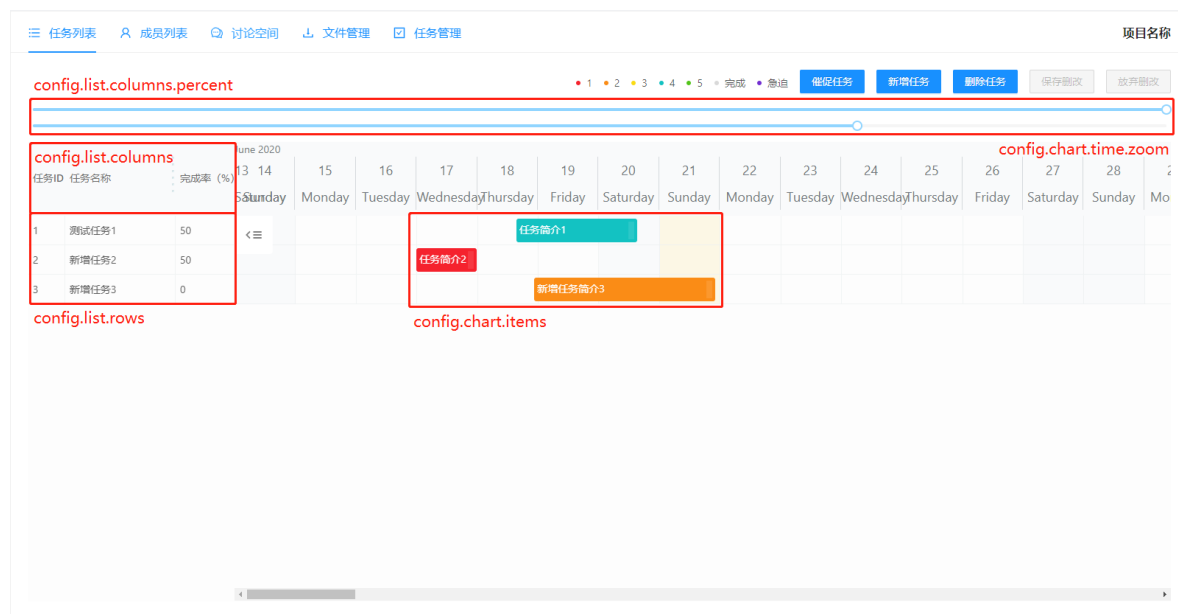 任务列表 成员列表 讨论空间 文件管理 任务管理 项目名称
config.list.columns.percent
1 2 3 4 5 完成 急迫 催促任务 新增任务 删除任务 保存删改 放弃删改
config.list.columns
config.chart.time.zoom
une 2020
任务ID 任务名称 完成率（%）
13 14 15 16 17 18 19 20 21 22 23 24 25 26 27 28
Sunday Monday Tuesday Wednesday Thursday Friday Saturday Sunday Monday Tuesday Wednesday Thursday Friday Saturday Sunday Mo
1 测试任务1 50 任务简介1
2 新增任务2 50 任务简介2
3 新增任务3 0 新增任务简介3
config.list.rows
config.chart.items